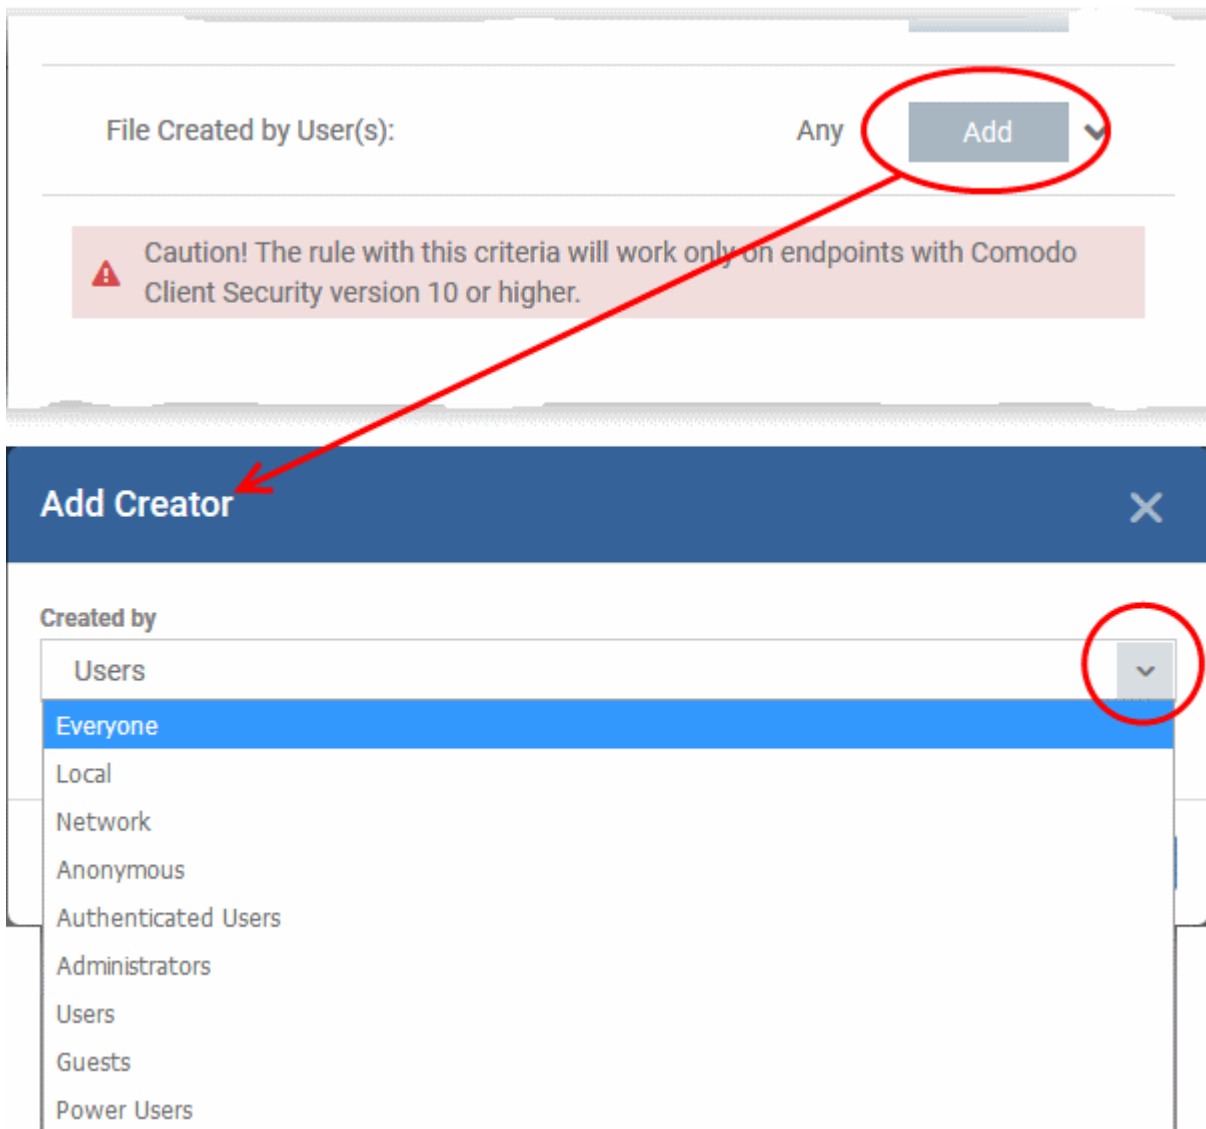 File Created by User(s): Any Add
Caution! The rule with this criteria will work only on endpoints with Comodo
Client Security version 10 or higher.
Add Creator
Created by
Users
Everyone
Local
Network
Anonymous
Authenticated Users
Administrators
Users
Guests
Power Users